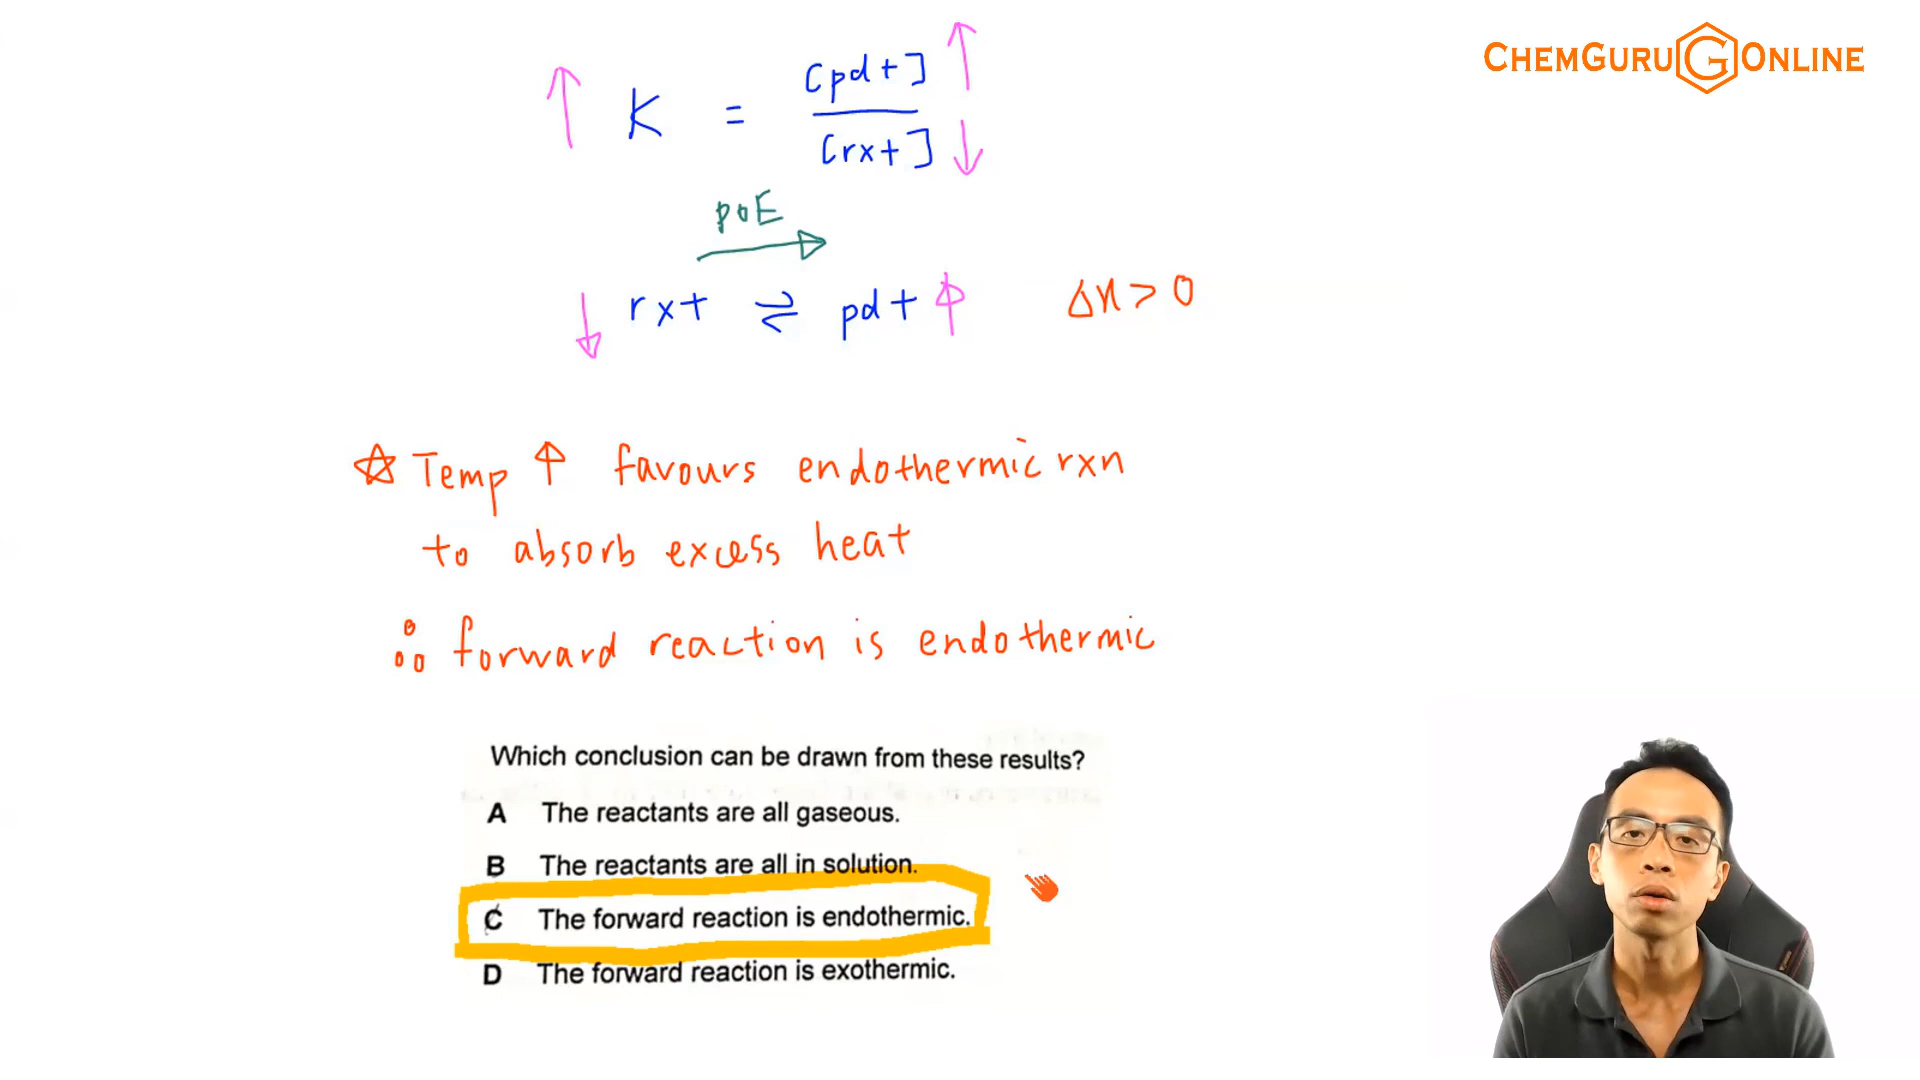 CHEMGURU G ONLINE
↑ K = [pdt] ↑
[rxt] ↓
POE
↓ rxt ⇌ pdt ↑ ΔH > 0
☆ Temp ↑ favours endothermic rxn
to absorb excess heat
∴ forward reaction is endothermic
Which conclusion can be drawn from these results?
A The reactants are all gaseous.
B The reactants are all in solution.
C The forward reaction is endothermic.
D The forward reaction is exothermic.